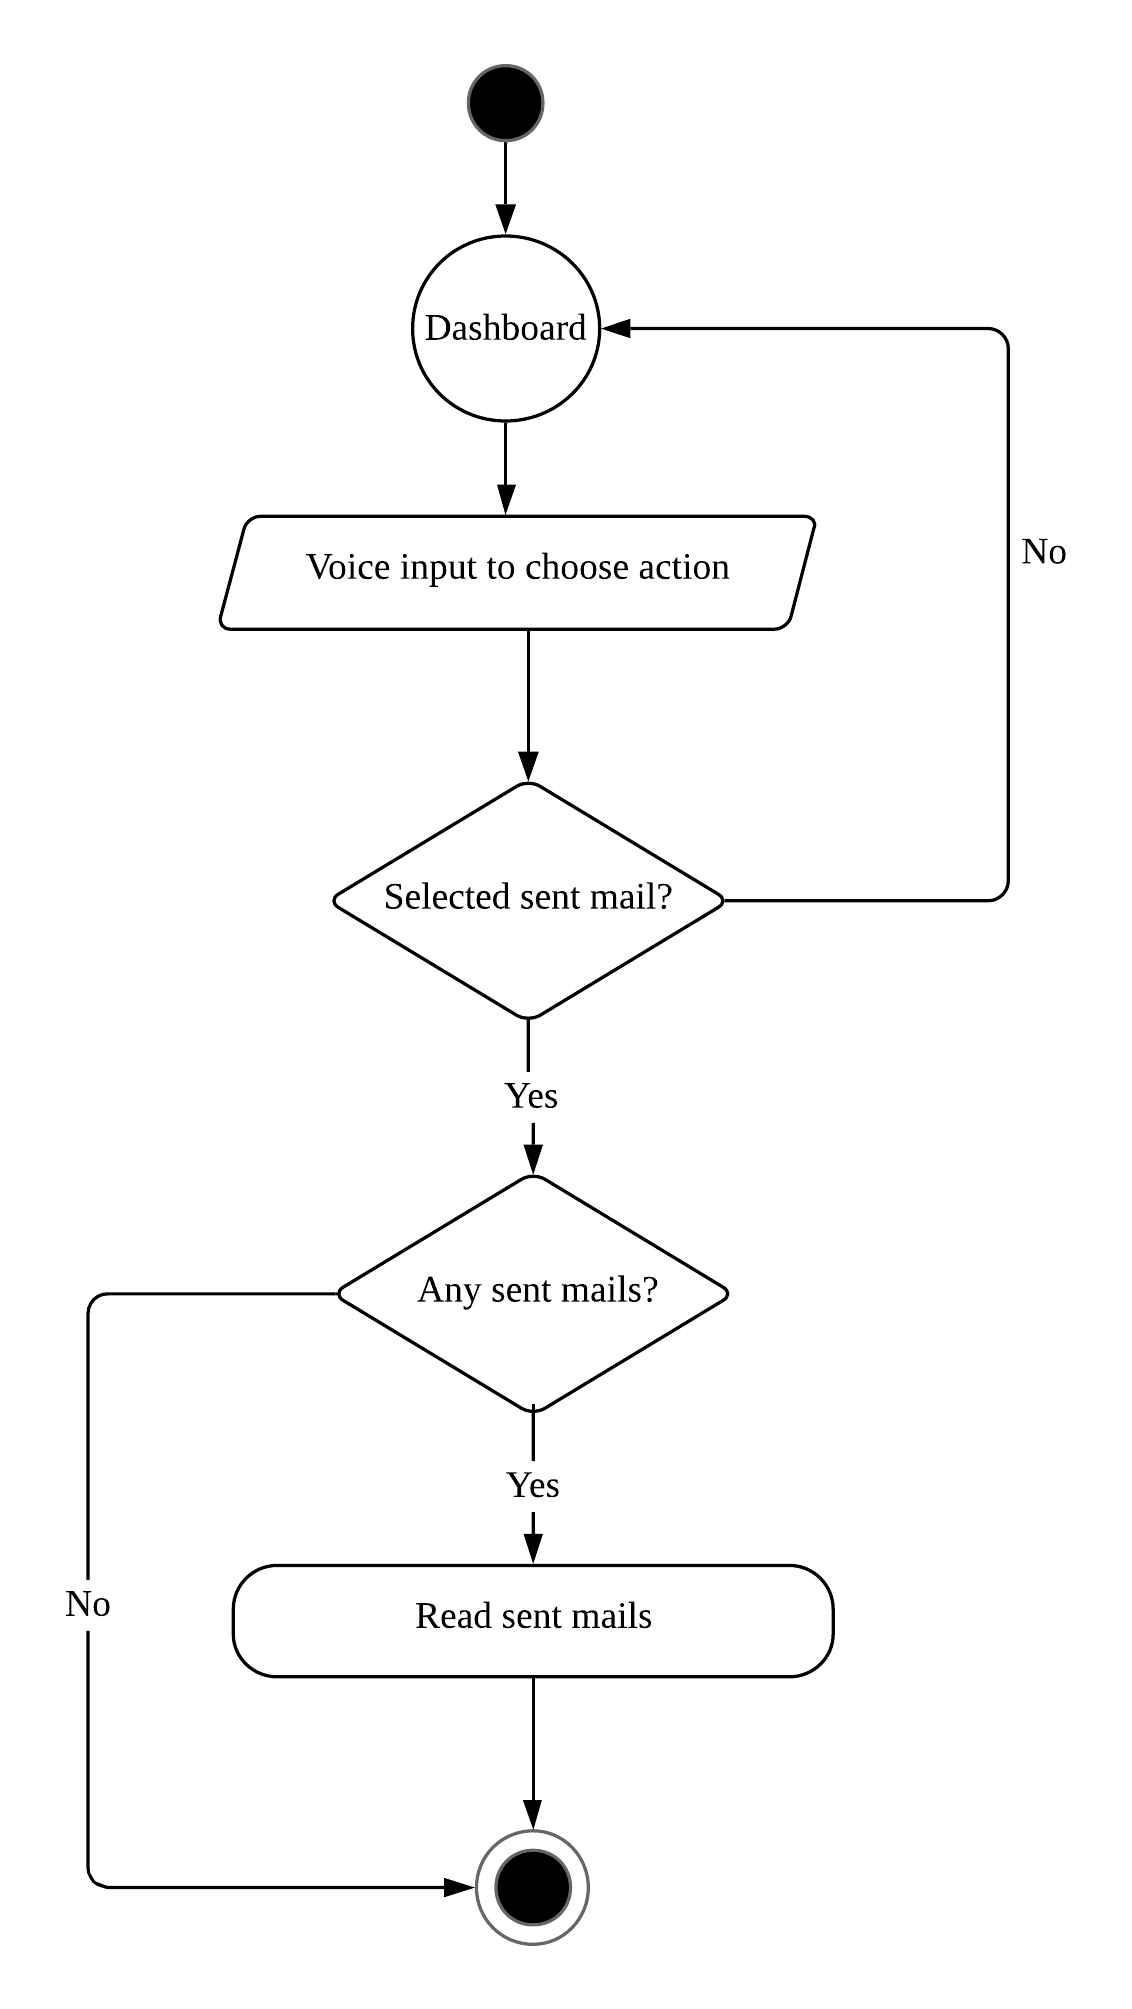 Dashboard
Voice input to choose action
No
Selected sent mail?
Yes
Any sent mails?
Yes
No
Read sent mails